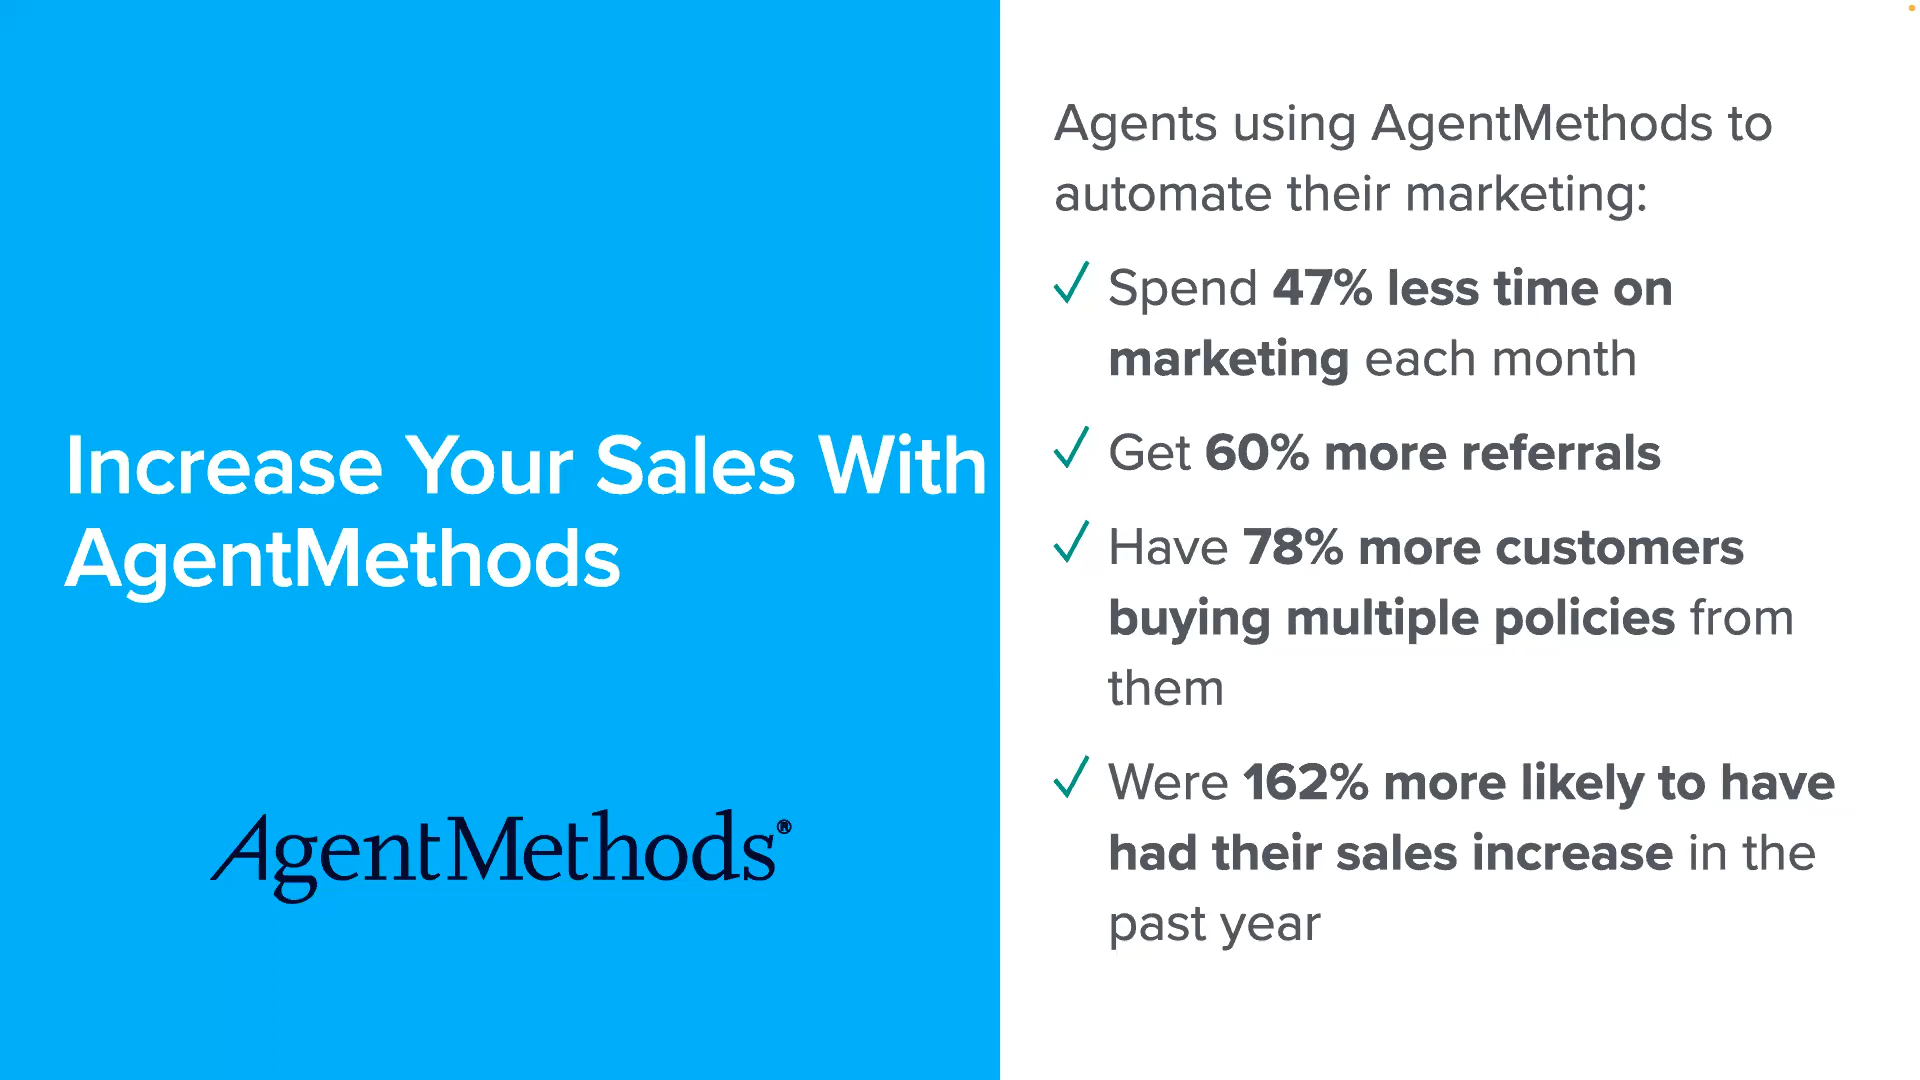 Increase Your Sales With
AgentMethods
AgentMethods®
Agents using AgentMethods to
automate their marketing:
✓ Spend 47% less time on
marketing each month
✓ Get 60% more referrals
✓ Have 78% more customers
buying multiple policies from
them
✓ Were 162% more likely to have
had their sales increase in the
past year